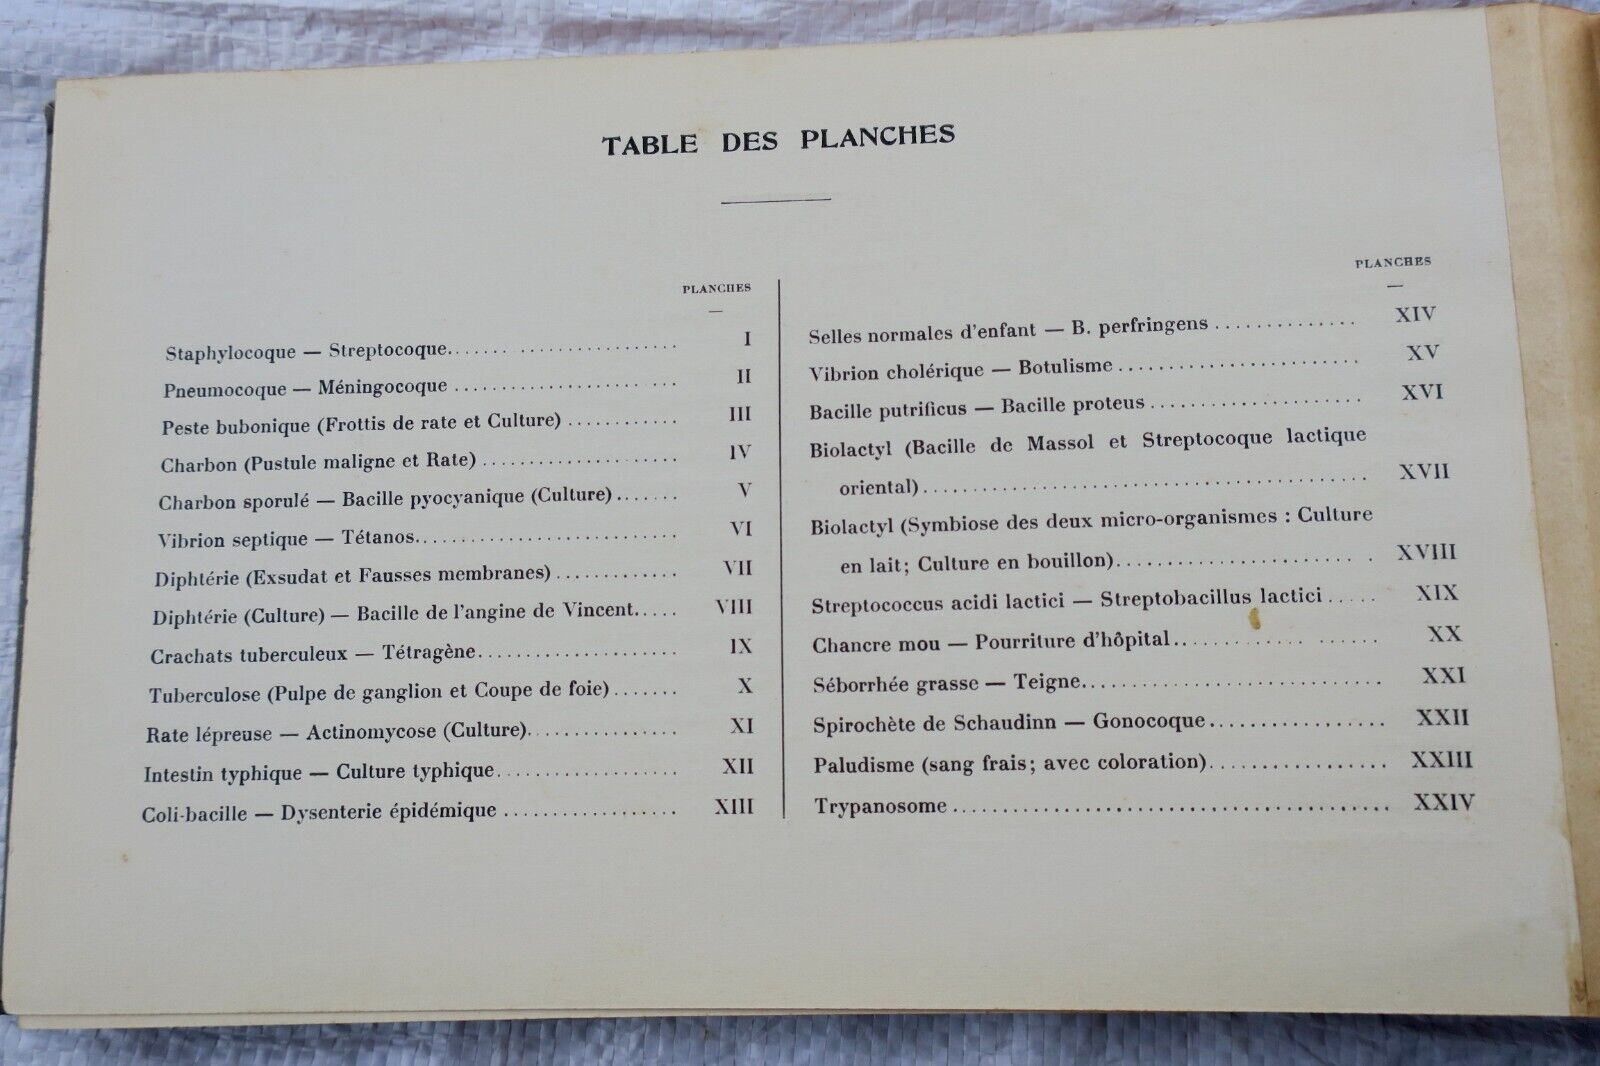 TABLE DES PLANCHES
PLANCHES
Staphylocoque — Streptocoque........................... I
Pneumocoque — Méningocoque ....................... II
Peste bubonique (Frottis de rate et Culture) ............ III
Charbon (Pustule maligne et Rate) .................... IV
Charbon sporulé — Bacille pyocyanique (Culture)....... V
Vibrion septique — Tétanos........................... VI
Diphtérie (Exsudat et Fausses membranes) ............. VII
Diphtérie (Culture) — Bacille de l'angine de Vincent..... VIII
Crachats tuberculeux — Tétragène..................... IX
Tuberculose (Pulpe de ganglion et Coupe de foie)....... X
Rate lépreuse — Actinomycose (Culture)................ XI
Intestin typhique — Culture typhique................... XII
Coli-bacille — Dysenterie épidémique .................. XIII
PLANCHES
Selles normales d'enfant — B. perfringens .............. XIV
Vibrion cholérique — Botulisme ....................... XV
Bacille putrificus — Bacille proteus .................... XVI
Biolactyl (Bacille de Massol et Streptocoque lactique
oriental)............................................ XVII
Biolactyl (Symbiose des deux micro-organismes : Culture
en lait; Culture en bouillon)......................... XVIII
Streptococcus acidi lactici — Streptobacillus lactici ..... XIX
Chancre mou — Pourriture d'hôpital.................... XX
Séborrhée grasse — Teigne............................. XXI
Spirochète de Schaudinn — Gonocoque................. XXII
Paludisme (sang frais; avec coloration)................. XXIII
Trypanosome .......................................... XXIV